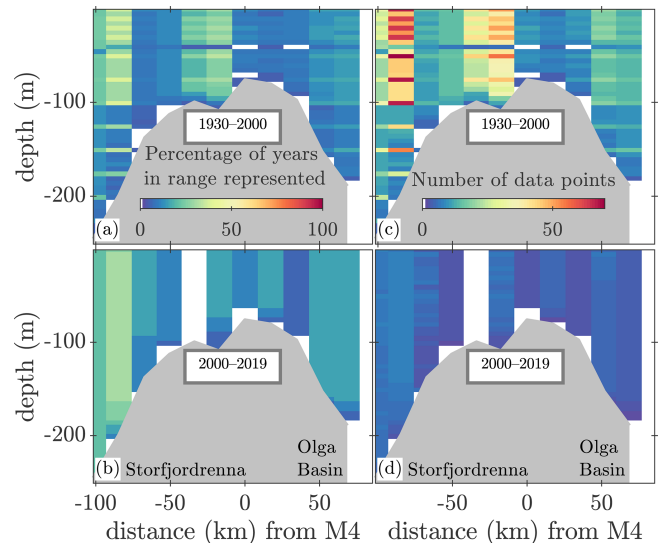 depth (m)
-100
-200
1930–2000
Percentage of years
in range represented
0
50
100
(a)
1930–2000
Number of data points
0
50
(c)
depth (m)
-100
-200
2000–2019
Storfjordrenna
Olga
Basin
(b)
2000–2019
Storfjordrenna
Olga
Basin
(d)
-100
-50
0
50
distance (km) from M4
-50
0
50
distance (km) from M4